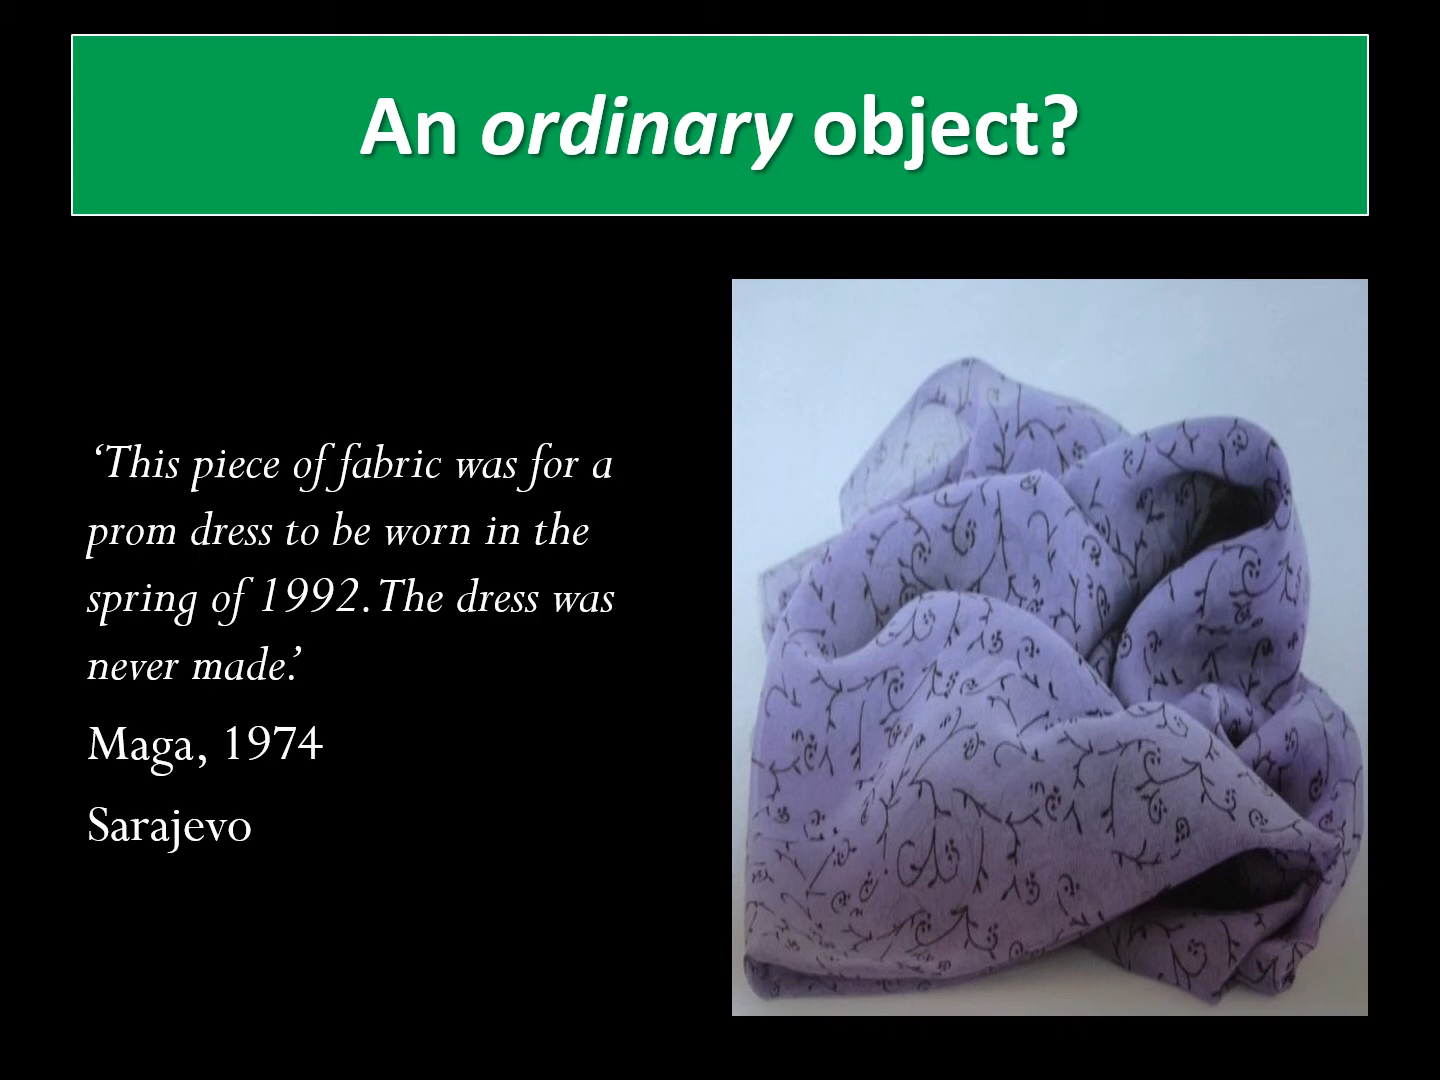 An ordinary object?
‘This piece of fabric was for a
prom dress to be worn in the
spring of 1992. The dress was
never made.’
Maga, 1974
Sarajevo